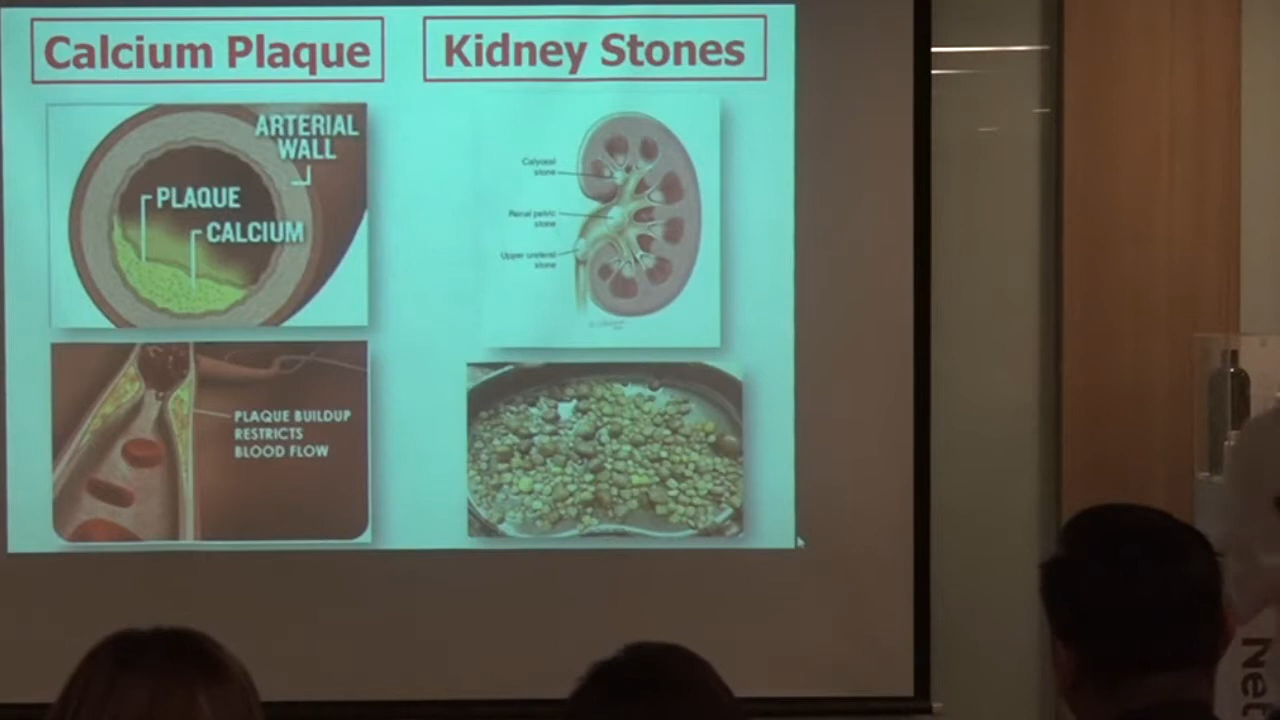 Calcium Plaque
Kidney Stones
ARTERIAL
WALL
PLAQUE
CALCIUM
Calyceal
stone
Renal pelvic
stone
Upper ureteral
stone
PLAQUE BUILDUP
RESTRICTS
BLOOD FLOW
Net